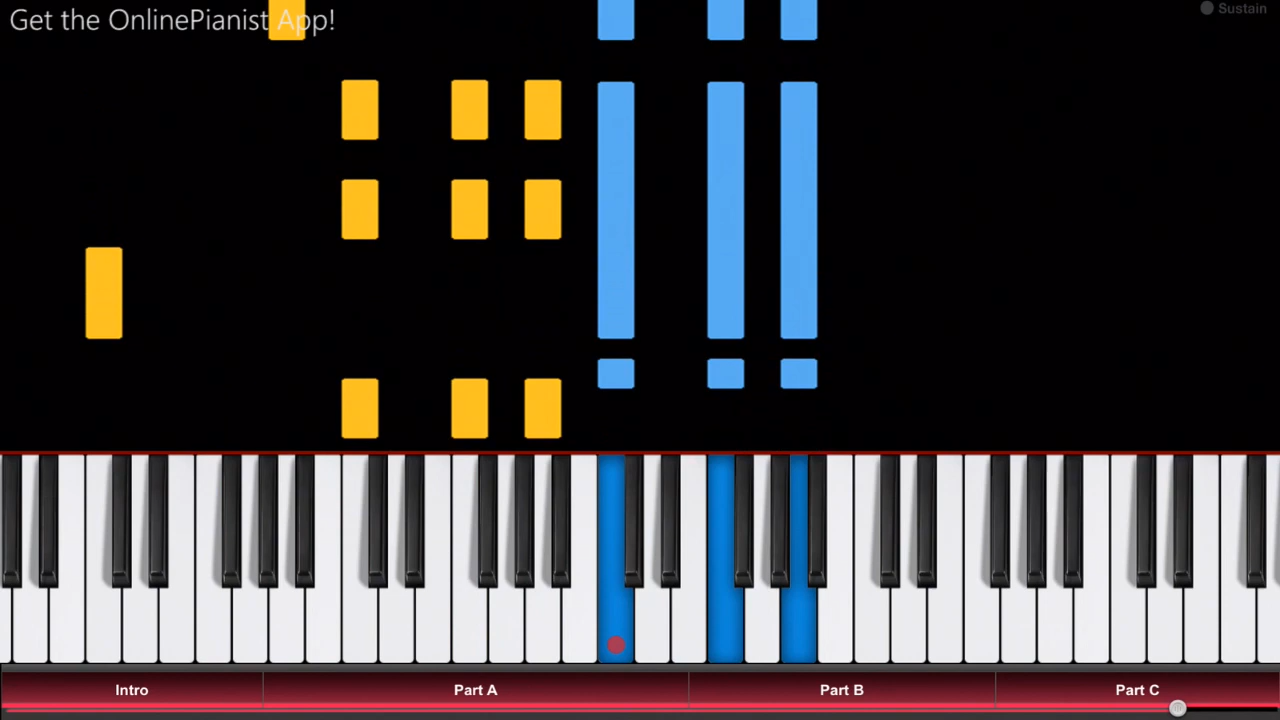 Get the OnlinePianist App!
Sustain
Intro
Part A
Part B
Part C